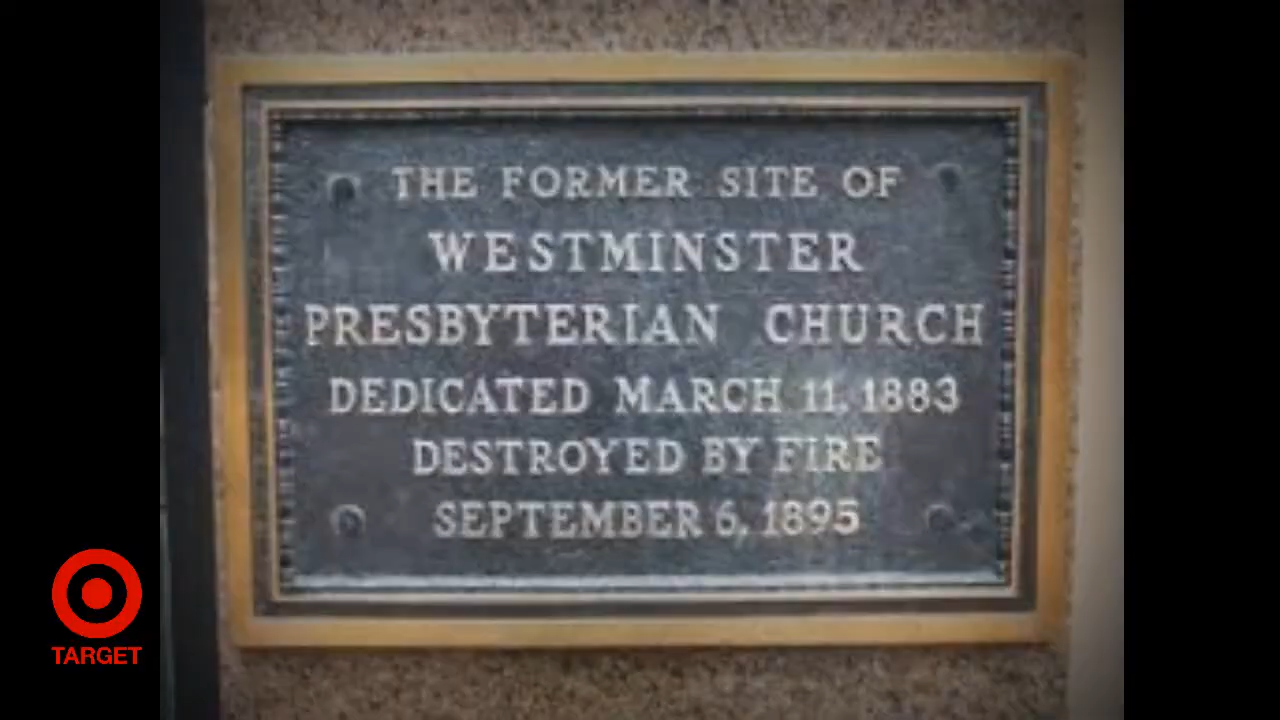 THE FORMER SITE OF
WESTMINSTER
PRESBYTERIAN CHURCH
DEDICATED MARCH 11, 1883
DESTROYED BY FIRE
SEPTEMBER 6, 1895
TARGET